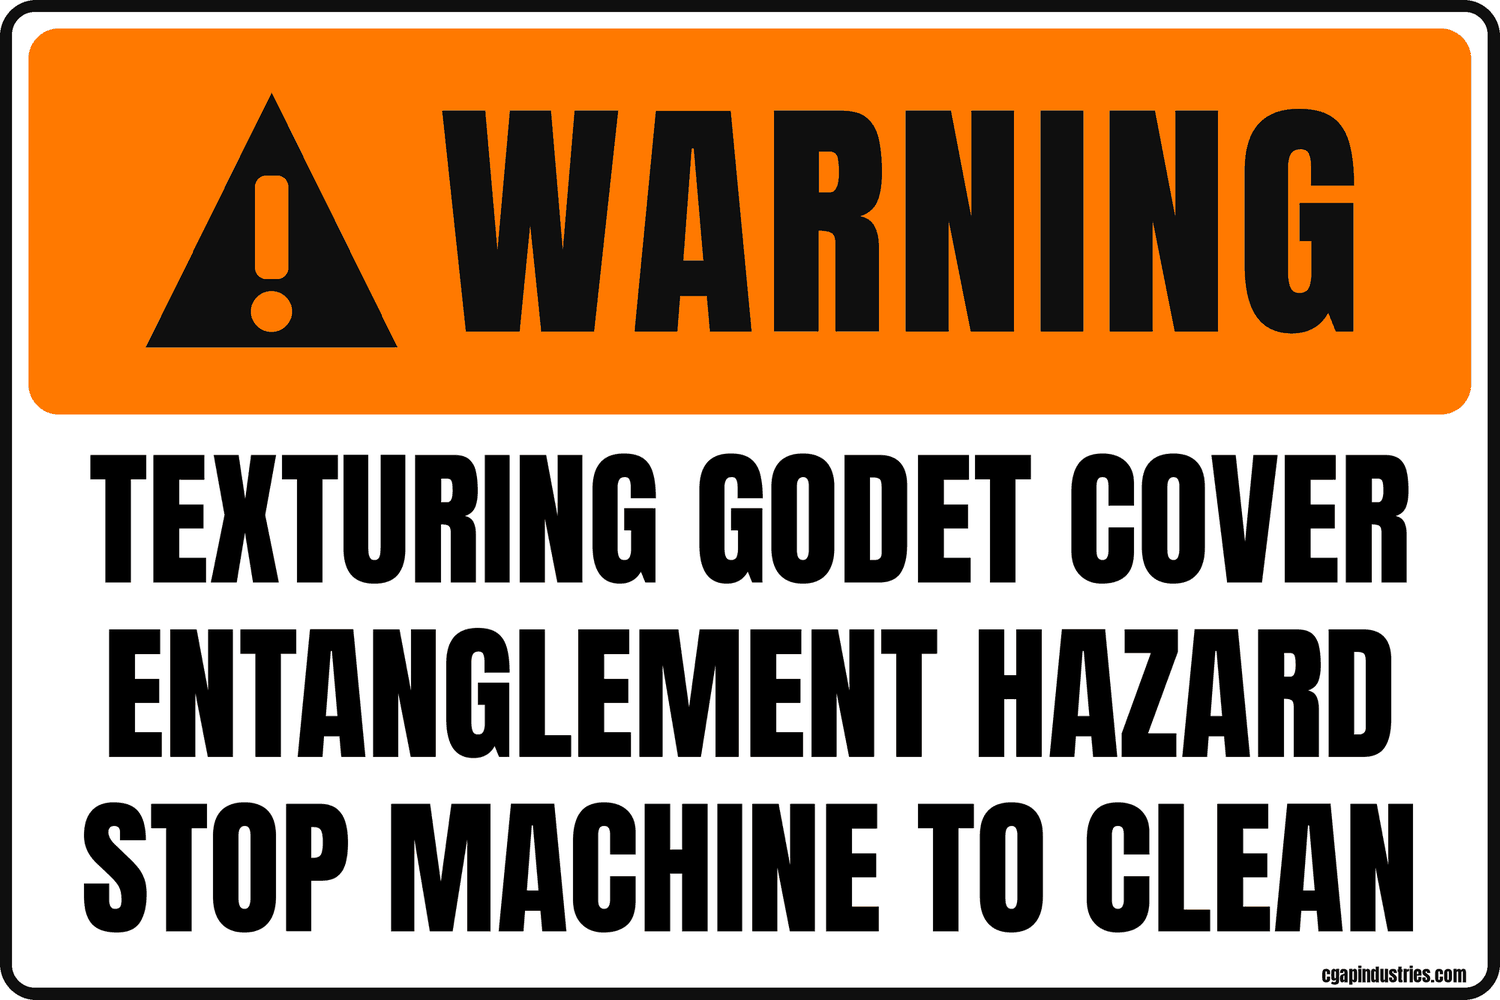 WARNING
TEXTURING GODET COVER
ENTANGLEMENT HAZARD
STOP MACHINE TO CLEAN
cgapindustries.com